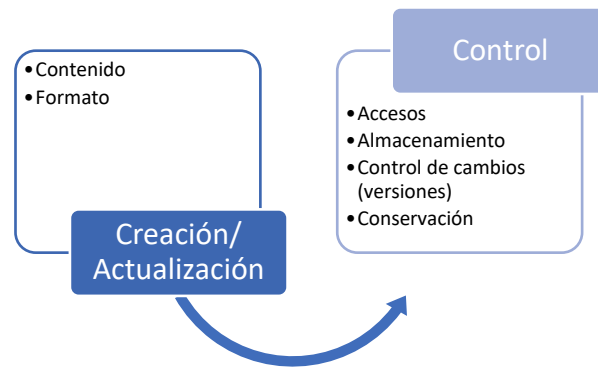 •Contenido
•Formato
Creación/
Actualización
Control
•Accesos
•Almacenamiento
•Control de cambios
(versiones)
•Conservación